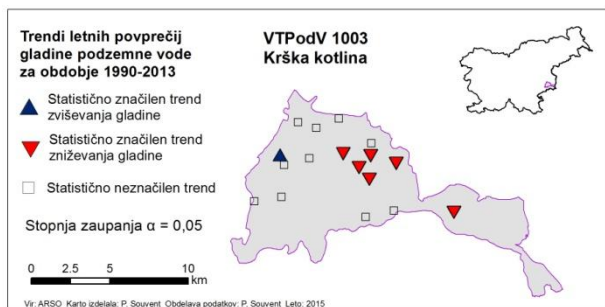 Trendi letnih povprečij
gladine podzemne vode
za obdobje 1990-2013
Statistično značilen trend
zviševanja gladine
Statistično značilen trend
zniževanja gladine
Statistično neznačilen trend
Stopnja zaupanja α = 0,05
0 2.5 5 10
km
VTPodV 1003
Krška kotlina
Vir: ARSO Karto izdelala: P. Souvent Obdelava podatkov: P. Souvent Leto: 2015